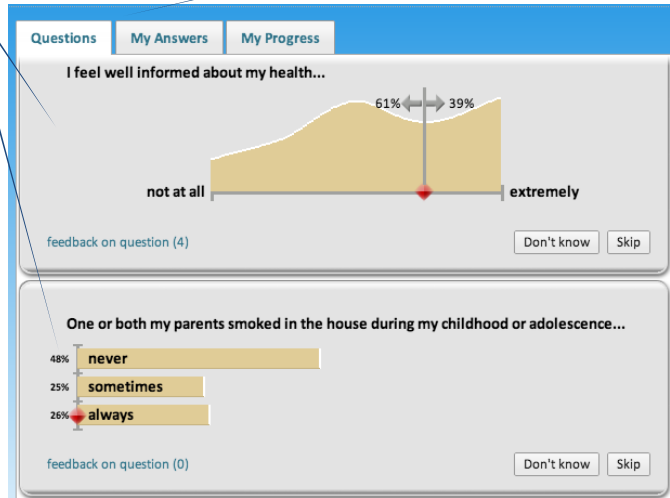 Questions My Answers My Progress
I feel well informed about my health...
61% 39%
not at all extremely
feedback on question (4) Don't know Skip
One or both my parents smoked in the house during my childhood or adolescence...
48% never
25% sometimes
26% always
feedback on question (0) Don't know Skip